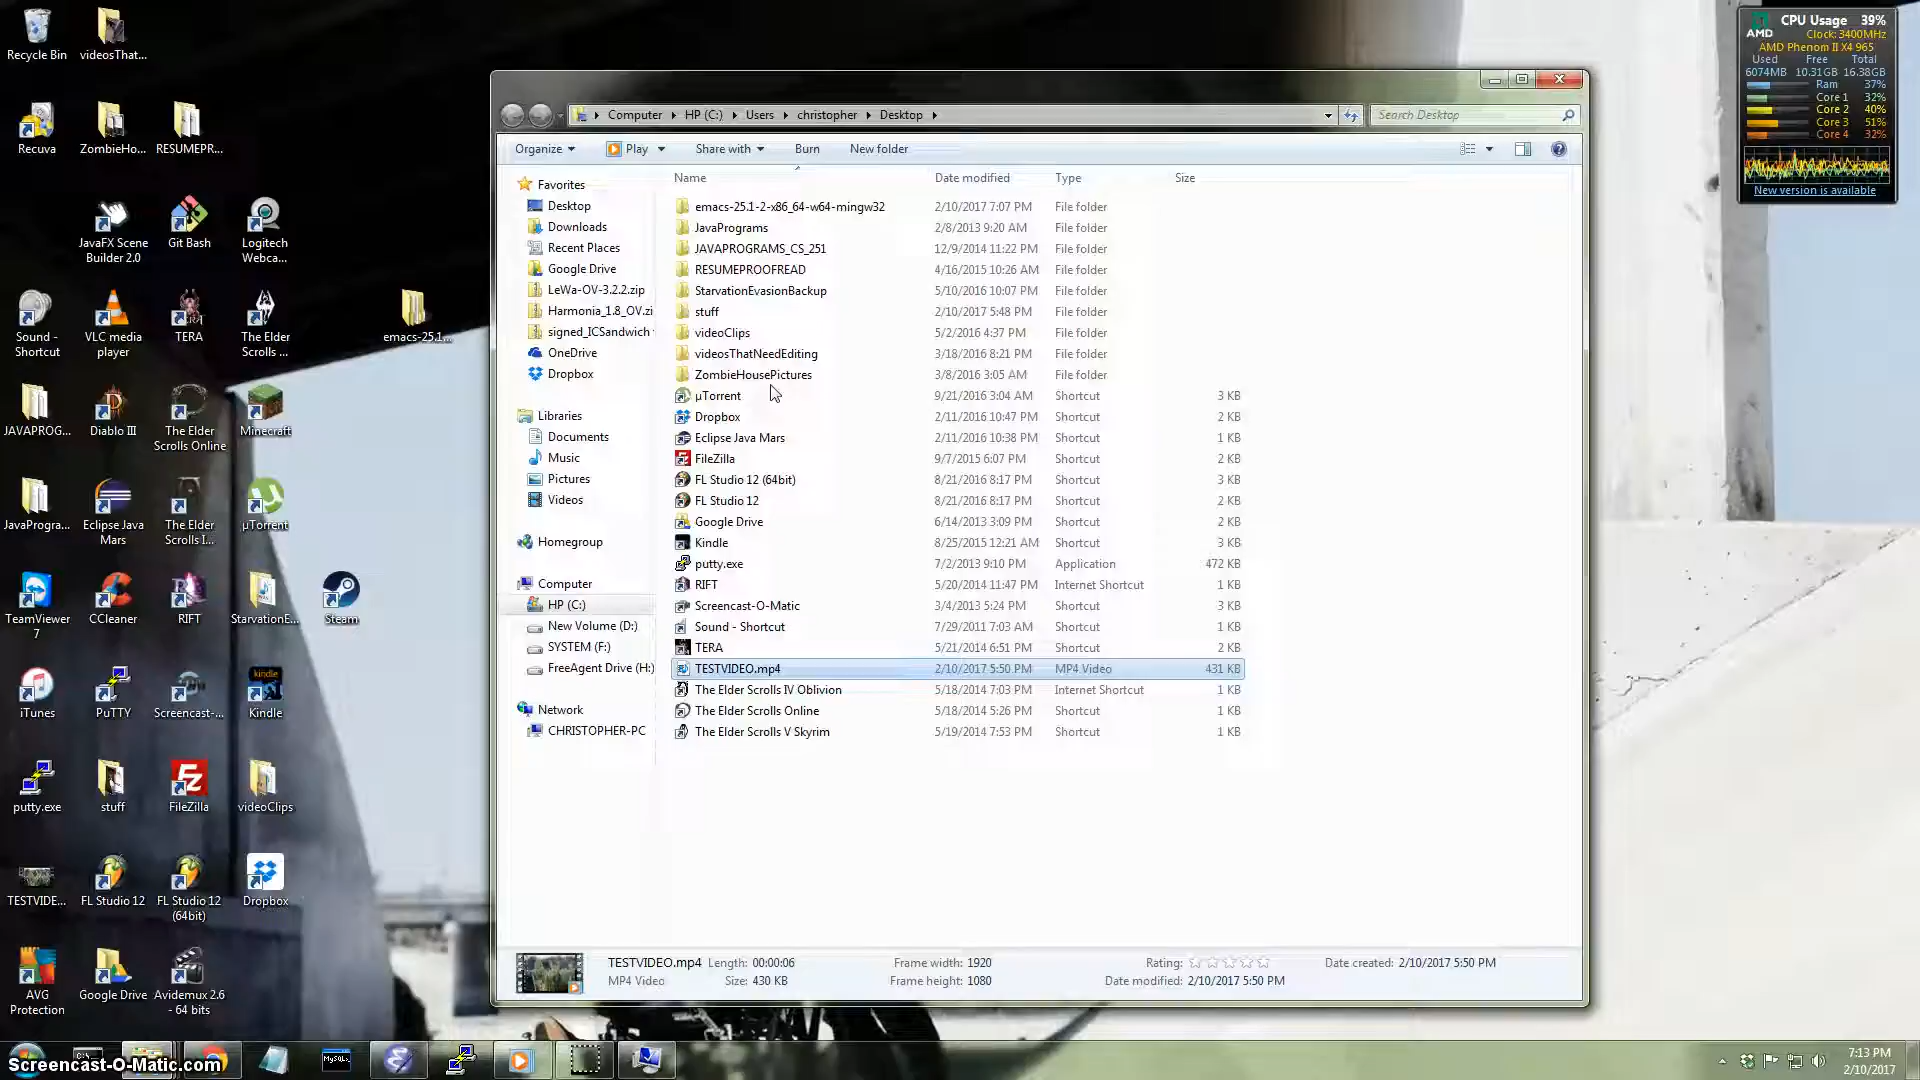 Recycle Bin
videosThat...
Recuva
ZombieHo...
RESUMEPR...
JavaFX Scene
Builder 2.0
Git Bash
Logitech
Webca...
Sound -
Shortcut
VLC media
player
TERA
The Elder
Scrolls ...
emacs-25.1...
JAVAPROG...
Diablo III
The Elder
Scrolls Online
Minecraft
JavaProgra...
Eclipse Java
Mars
The Elder
Scrolls I...
µTorrent
TeamViewer
7
CCleaner
RIFT
StarvationE...
Steam
iTunes
PuTTY
Screencast-...
kindle
Kindle
putty.exe
stuff
FileZilla
videoClips
TESTVIDE...
FL Studio 12
FL Studio 12
(64bit)
Dropbox
AVG
Protection
Google Drive
Avidemux 2.6
- 64 bits
Computer
HP (C:)
Users
christopher
Desktop
Search Desktop
Organize
Play
Share with
Burn
New folder
Favorites
Desktop
Downloads
Recent Places
Google Drive
LeWa-OV-3.2.2.zip
Harmonia_1.8_OV.zi
signed_ICSandwich
OneDrive
Dropbox
Libraries
Documents
Music
Pictures
Videos
Homegroup
Computer
HP (C:)
New Volume (D:)
SYSTEM (F:)
FreeAgent Drive (H:)
Network
CHRISTOPHER-PC
Name Date modified Type Size
emacs-25.1-2-x86_64-w64-mingw32 2/10/2017 7:07 PM File folder
JavaPrograms 2/8/2013 9:20 AM File folder
JAVAPROGRAMS_CS_251 12/9/2014 11:22 PM File folder
RESUMEPROOFREAD 4/16/2015 10:26 AM File folder
StarvationEvasionBackup 5/10/2016 10:07 PM File folder
stuff 2/10/2017 5:48 PM File folder
videoClips 5/2/2016 4:37 PM File folder
videosThatNeedEditing 3/18/2016 8:21 PM File folder
ZombieHousePictures 3/8/2016 3:05 AM File folder
µTorrent 9/21/2016 3:04 AM Shortcut 3 KB
Dropbox 2/11/2016 10:47 PM Shortcut 2 KB
Eclipse Java Mars 2/11/2016 10:38 PM Shortcut 1 KB
FileZilla 9/7/2015 6:07 PM Shortcut 2 KB
FL Studio 12 (64bit) 8/21/2016 8:17 PM Shortcut 3 KB
FL Studio 12 8/21/2016 8:17 PM Shortcut 2 KB
Google Drive 6/14/2013 3:09 PM Shortcut 2 KB
Kindle 8/25/2015 12:21 AM Shortcut 3 KB
putty.exe 7/2/2013 9:10 PM Application 472 KB
RIFT 5/20/2014 11:47 PM Internet Shortcut 1 KB
Screencast-O-Matic 3/4/2013 5:24 PM Shortcut 3 KB
Sound - Shortcut 7/29/2011 7:03 AM Shortcut 1 KB
TERA 5/21/2014 6:51 PM Shortcut 2 KB
TESTVIDEO.mp4 2/10/2017 5:50 PM MP4 Video 431 KB
The Elder Scrolls IV Oblivion 5/18/2014 7:03 PM Internet Shortcut 1 KB
The Elder Scrolls Online 5/18/2014 5:26 PM Shortcut 1 KB
The Elder Scrolls V Skyrim 5/19/2014 7:53 PM Shortcut 1 KB
TESTVIDEO.mp4 Length: 00:00:06 Frame width: 1920 Rating: Date created: 2/10/2017 5:50 PM
MP4 Video Size: 430 KB Frame height: 1080 Date modified: 2/10/2017 5:50 PM
CPU Usage 39%
AMD Clock: 3400MHz
AMD Phenom II X4 965
Used Free Total
6074MB 10.31GB 16.38GB
Ram 37%
Core 1 32%
Core 2 40%
Core 3 51%
Core 4 32%
New version is available
Screencast-O-Matic.com
MySQL
7:13 PM
2/10/2017